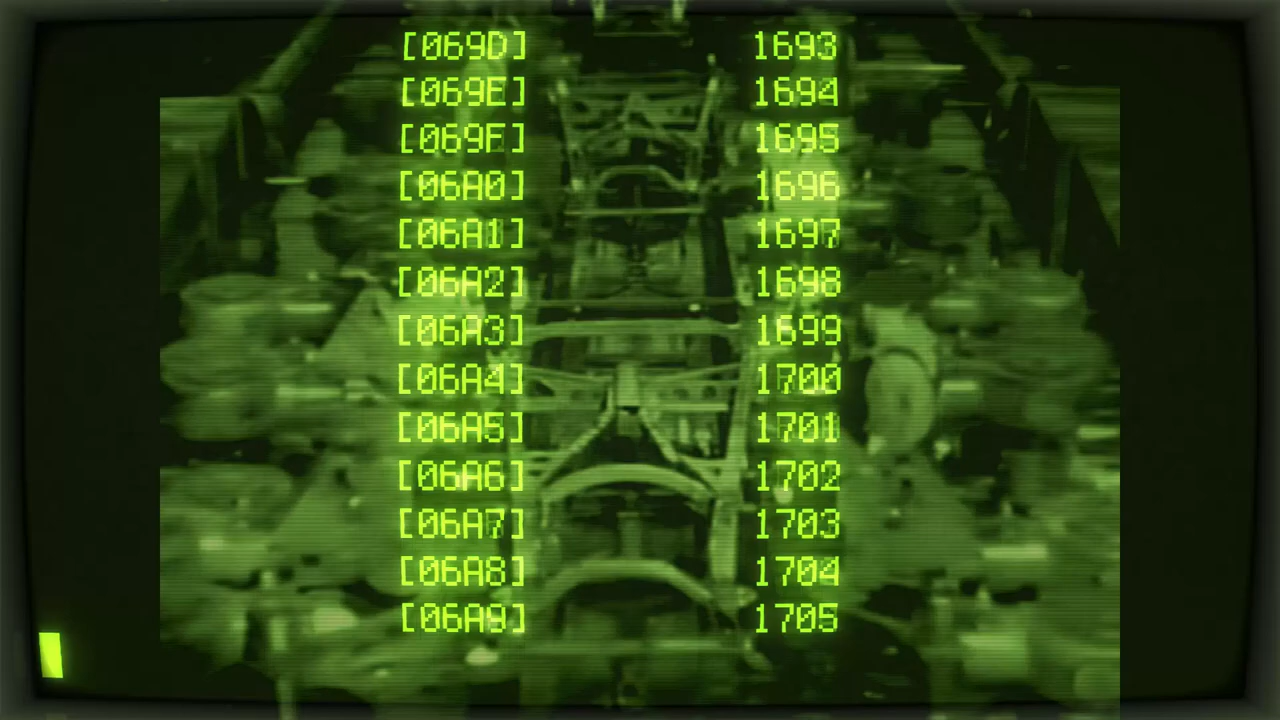 [069D] 1693
[069E] 1694
[069F] 1695
[06A0] 1696
[06A1] 1697
[06A2] 1698
[06A3] 1699
[06A4] 1700
[06A5] 1701
[06A6] 1702
[06A7] 1703
[06A8] 1704
[06A9] 1705